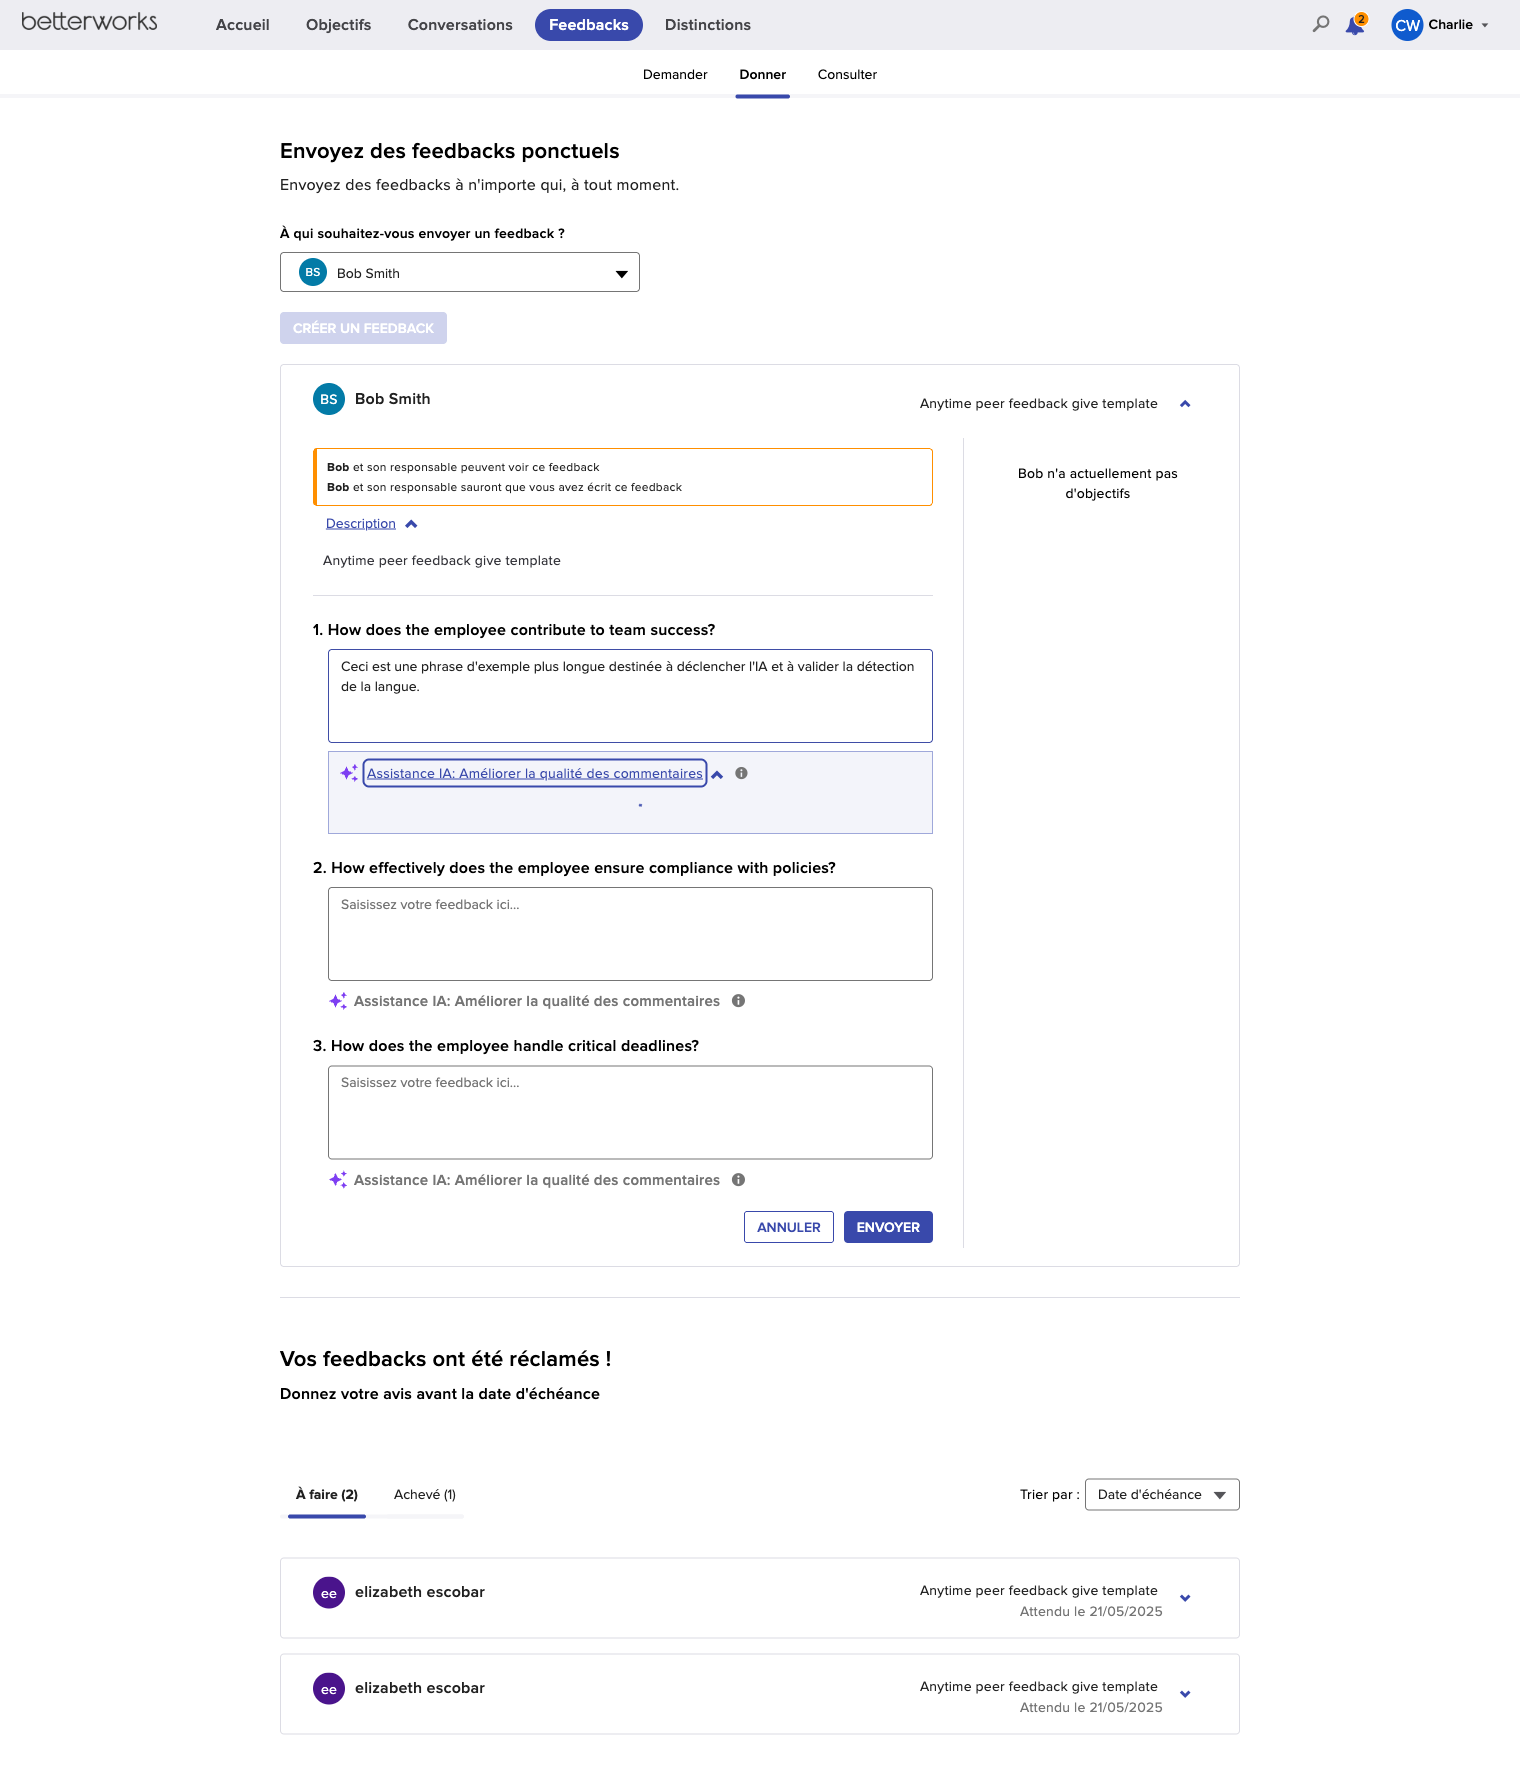 betterworks
Accueil
Objectifs
Conversations
Feedbacks
Distinctions
2
CW
Charlie
Demander
Donner
Consulter
Envoyez des feedbacks ponctuels
Envoyez des feedbacks à n'importe qui, à tout moment.
À qui souhaitez-vous envoyer un feedback ?
BS
Bob Smith
CRÉER UN FEEDBACK
BS
Bob Smith
Anytime peer feedback give template
Bob et son responsable peuvent voir ce feedback
Bob et son responsable sauront que vous avez écrit ce feedback
Bob n'a actuellement pas
d'objectifs
Description
Anytime peer feedback give template
1. How does the employee contribute to team success?
Ceci est une phrase d'exemple plus longue destinée à déclencher l'IA et à valider la détection
de la langue.
Assistance IA: Améliorer la qualité des commentaires
2. How effectively does the employee ensure compliance with policies?
Saisissez votre feedback ici...
Assistance IA: Améliorer la qualité des commentaires
3. How does the employee handle critical deadlines?
Saisissez votre feedback ici...
Assistance IA: Améliorer la qualité des commentaires
ANNULER
ENVOYER
Vos feedbacks ont été réclamés !
Donnez votre avis avant la date d'échéance
À faire (2)
Achevé (1)
Trier par :
Date d'échéance
ee
elizabeth escobar
Anytime peer feedback give template
Attendu le 21/05/2025
ee
elizabeth escobar
Anytime peer feedback give template
Attendu le 21/05/2025